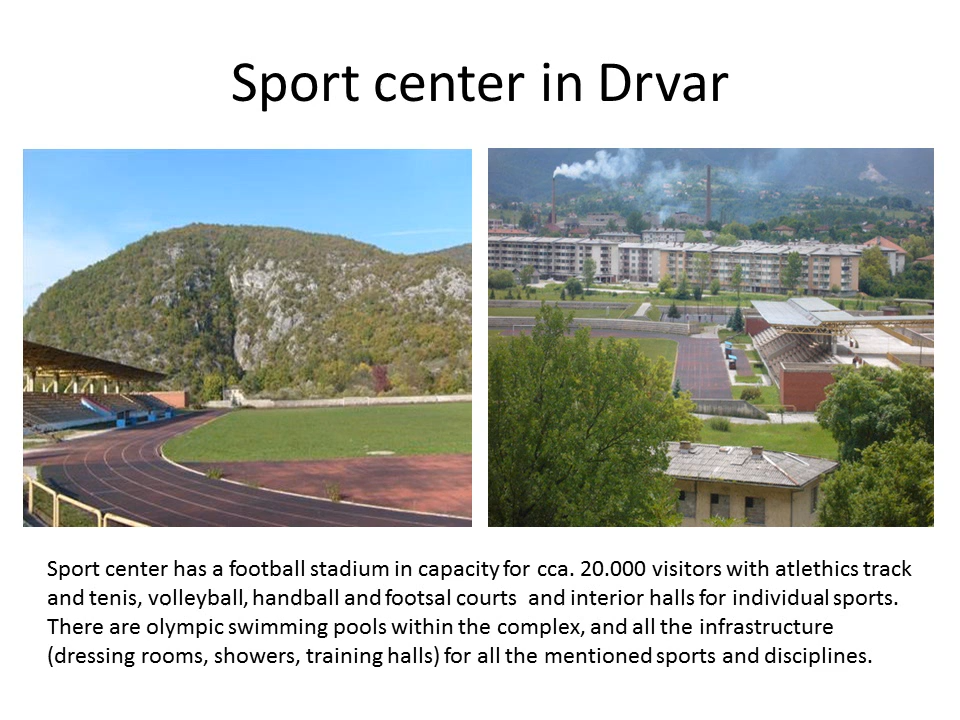 Sport center in Drvar
Sport center has a football stadium in capacity for cca. 20.000 visitors with atlethics track
and tenis, volleyball, handball and footsal courts  and interior halls for individual sports.
There are olympic swimming pools within the complex, and all the infrastructure
(dressing rooms, showers, training halls) for all the mentioned sports and disciplines.